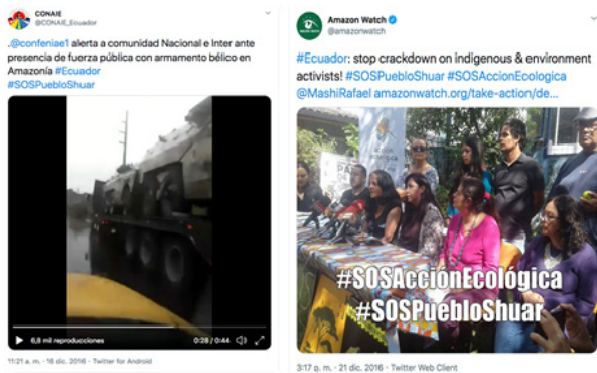 CONAIE
@CONAIE_Ecuador
.@confeniae1 alerta a comunidad Nacional e Inter ante
presencia de fuerza pública con armamento bélico en
Amazonía #Ecuador
#SOSPuebloShuar
6,8 mil reproducciones
0:28 / 0:44
11:21 a. m. · 16 dic. 2016 · Twitter for Android
Amazon Watch
@amazonwatch
#Ecuador: stop crackdown on indigenous & environment
activists! #SOSPuebloShuar #SOSAccionEcologica
@MashiRafael amazonwatch.org/take-action/de...
#SOSAcciónEcológica
#SOSPuebloShuar
3:17 p. m. · 21 dic. 2016 · Twitter Web Client